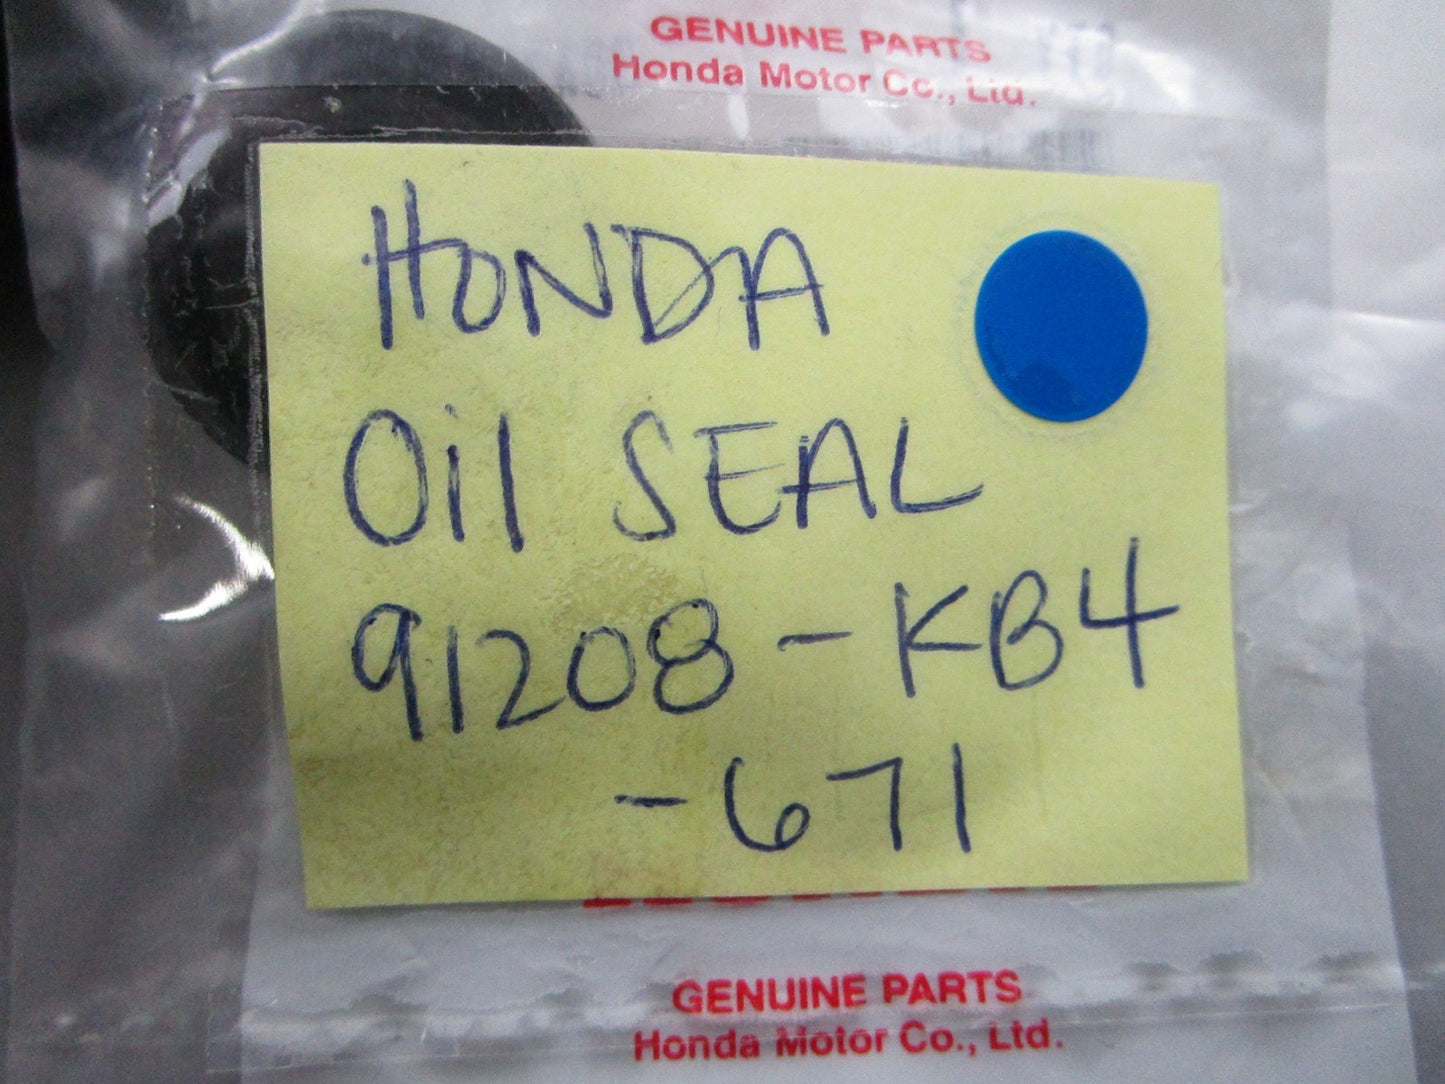 GENUINE PARTS
Honda Motor Co., Ltd.
HONDA
Oil SEAL
91208-KB4
-671
GENUINE PARTS
Honda Motor Co., Ltd.